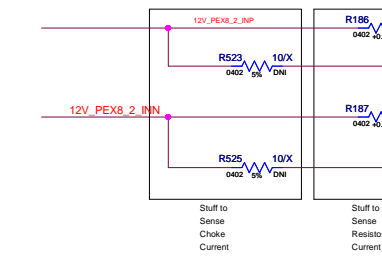 12V_PEX8_2_INP
R186
0402
R523 10/X
0402 5% DNI
12V_PEX8_2_INN
R187
0402
R525 10/X
0402 5% DNI
Stuff to
Sense
Choke
Current
Stuff to
Sense
Current